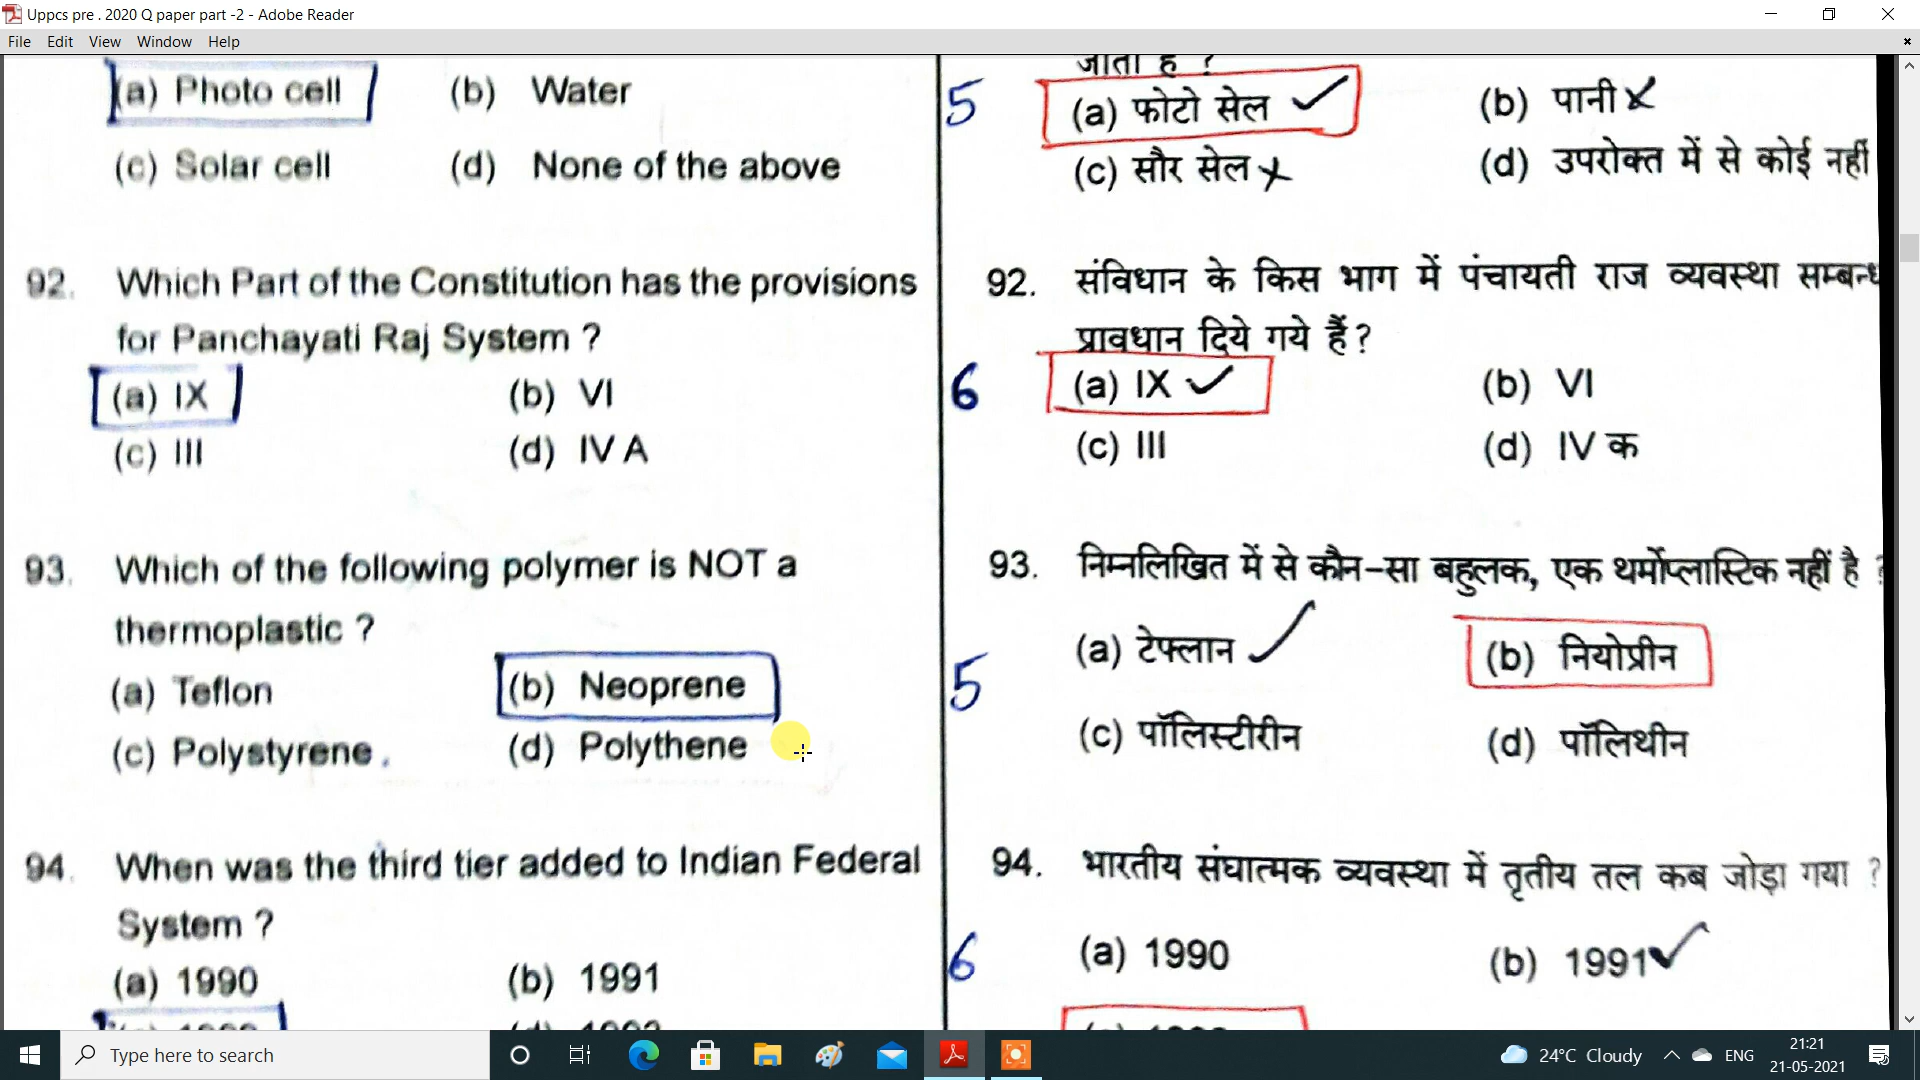 Uppcs pre . 2020 Q paper part -2 - Adobe Reader
File Edit View Window Help
(a) Photo cell (b) Water
(c) Solar cell (d) None of the above
92. Which Part of the Constitution has the provisions
for Panchayati Raj System ?
(a) IX (b) VI
(c) III (d) IV A
93. Which of the following polymer is NOT a
thermoplastic ?
(a) Teflon (b) Neoprene
(c) Polystyrene (d) Polythene
94. When was the third tier added to Indian Federal
System ?
(a) 1990 (b) 1991
जाता है ?
5 (a) फोटो सेल (b) पानी
(c) सौर सेल (d) उपरोक्त में से कोई नहीं
92. संविधान के किस भाग में पंचायती राज व्यवस्था
प्रावधान दिये गये हैं?
6 (a) IX (b) VI
(c) III (d) IV क
93. निम्नलिखित में से कौन-सा बहुलक, एक थर्मोप्लास्टिक नहीं है ?
(a) टेफ्लान (b) नियोप्रीन
5
(c) पॉलिस्टीरीन (d) पॉलिथीन
94. भारतीय संघात्मक व्यवस्था में तृतीय तल कब जोड़ा गया ?
6 (a) 1990 (b) 1991
Type here to search
24°C Cloudy ENG 21:21
21-05-2021